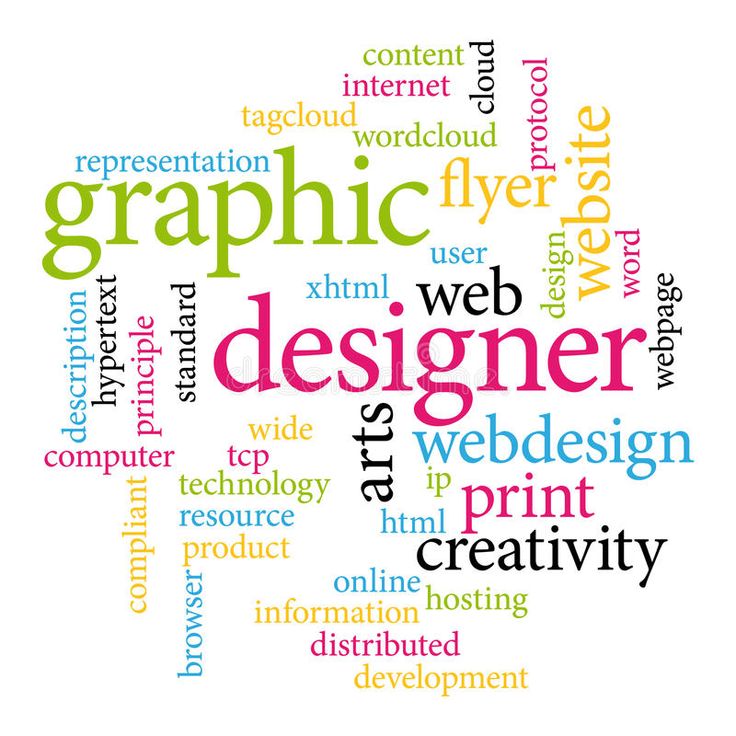 content
cloud
internet
protocol
tagcloud
wordcloud
website
representation
graphic
flyer
user
design
word
xhtml
web
webpage
description
hypertext
principle
standard
designer
dreamstime
wide
arts
webdesign
computer
tcp
technology
ip
print
compliant
resource
html
product
creativity
browser
online
hosting
information
distributed
development